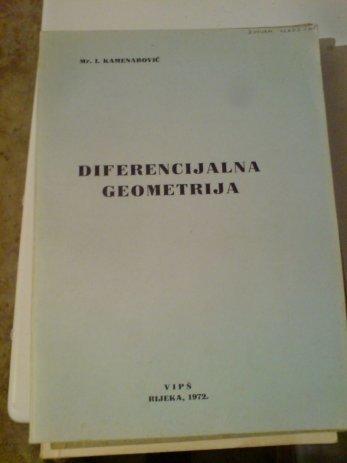 Mr. I. KAMENAROVIĆ
DIFERENCIJALNA
GEOMETRIJA
VIPŠ
RIJEKA, 1972.